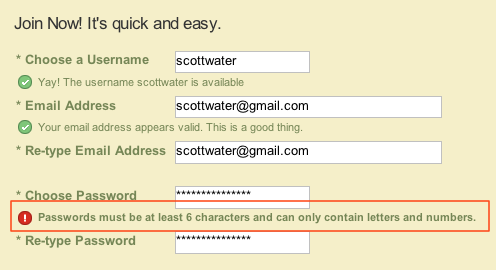 Join Now! It's quick and easy.
* Choose a Username scottwater
Yay! The username scottwater is available
* Email Address scottwater@gmail.com
Your email address appears valid. This is a good thing.
* Re-type Email Address scottwater@gmail.com
* Choose Password ***************
Passwords must be at least 6 characters and can only contain letters and numbers.
* Re-type Password ***************